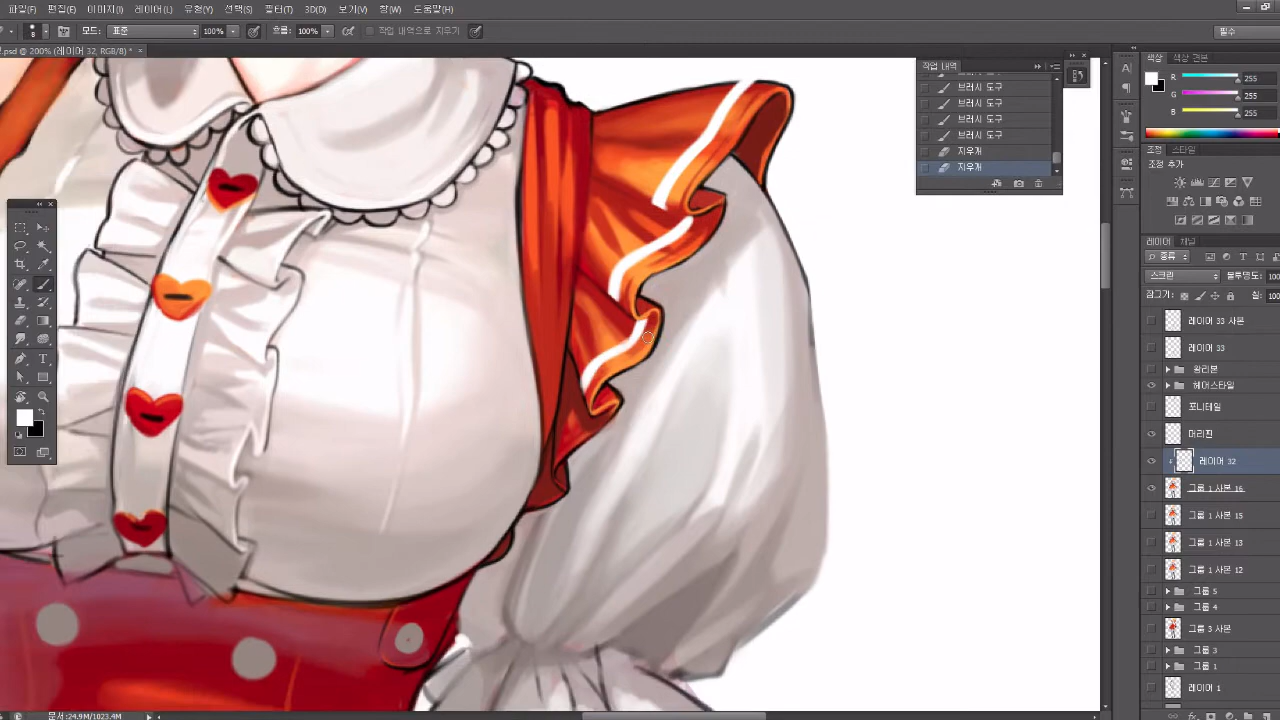 파일(F) 편집(E) 이미지(I) 레이어(L) 유형(Y) 선택(S) 필터(T) 3D(D) 보기(V) 창(W) 도움말(H)
8 모드: 표준 100% 흐름: 100% 작업 내역으로 지우기 필수
.psd @ 200% (레이어 32, RGB/8) *
작업 내역
브러시 도구
브러시 도구
브러시 도구
브러시 도구
지우개
지우개
색상 색상 견본
R 255
G 255
B 255
조정 스타일
조정 추가
레이어 채널
종류
스크린 불투명도: 100
잠그기: 칠: 100
레이어 33 사본
레이어 33
왕리본
헤어스타일
포니테일
머리핀
레이어 32
그룹 1 사본 16
그룹 1 사본 15
그룹 1 사본 13
그룹 1 사본 12
그룹 5
그룹 4
그룹 3 사본
그룹 3
그룹 1
레이어 1
문서:24.9M/1023.4M